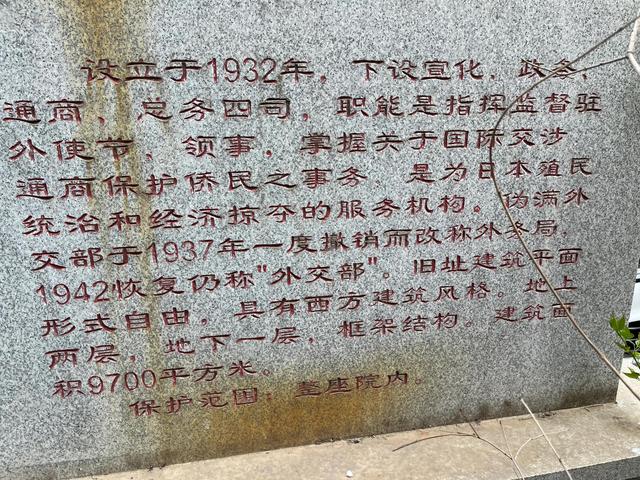 设立于1932年，下设宣化、政务、
通商，总务四司，职能是指挥监督驻
外使节，领事，掌握关于国际交涉
通商保护侨民之事务，是为日本殖民
统治和经济掠夺的服务机构。伪满外
交部于1937年一度撤销而改称外务局，
1942恢复仍称"外交部"。旧址建筑平面
形式自由，具有西方建筑风格。地上
两层，地下一层，框架结构。建筑面
积9700平方米。
保护范围：整座院内。